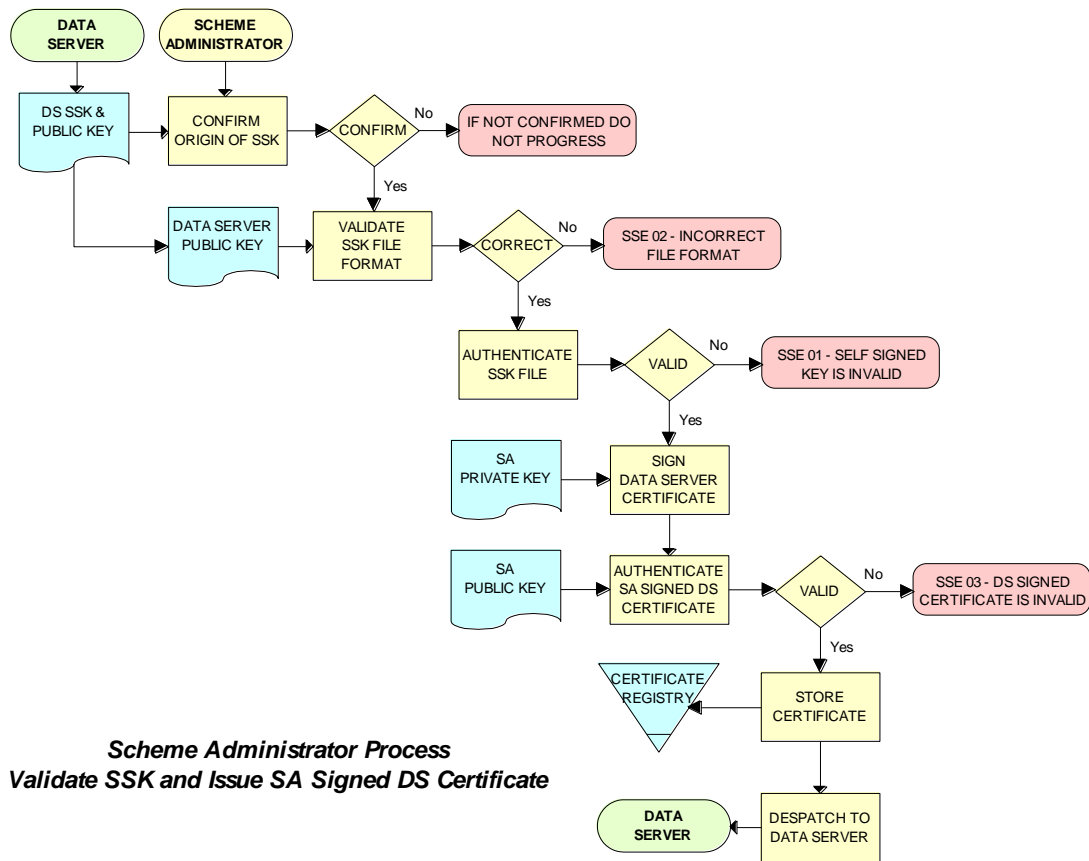 DATA
SERVER
SCHEME
ADMINISTRATOR
DS SSK &
PUBLIC KEY
CONFIRM
ORIGIN OF SSK
CONFIRM
No
IF NOT CONFIRMED DO
NOT PROGRESS
Yes
DATA SERVER
PUBLIC KEY
VALIDATE
SSK FILE
FORMAT
CORRECT
No
SSE 02 - INCORRECT
FILE FORMAT
Yes
AUTHENTICATE
SSK FILE
VALID
No
SSE 01 - SELF SIGNED
KEY IS INVALID
Yes
SA
PRIVATE KEY
SIGN
DATA SERVER
CERTIFICATE
SA
PUBLIC KEY
AUTHENTICATE
SA SIGNED DS
CERTIFICATE
VALID
No
SSE 03 - DS SIGNED
CERTIFICATE IS INVALID
Yes
CERTIFICATE
REGISTRY
STORE
CERTIFICATE
Scheme Administrator Process
Validate SSK and Issue SA Signed DS Certificate
DATA
SERVER
DESPATCH TO
DATA SERVER